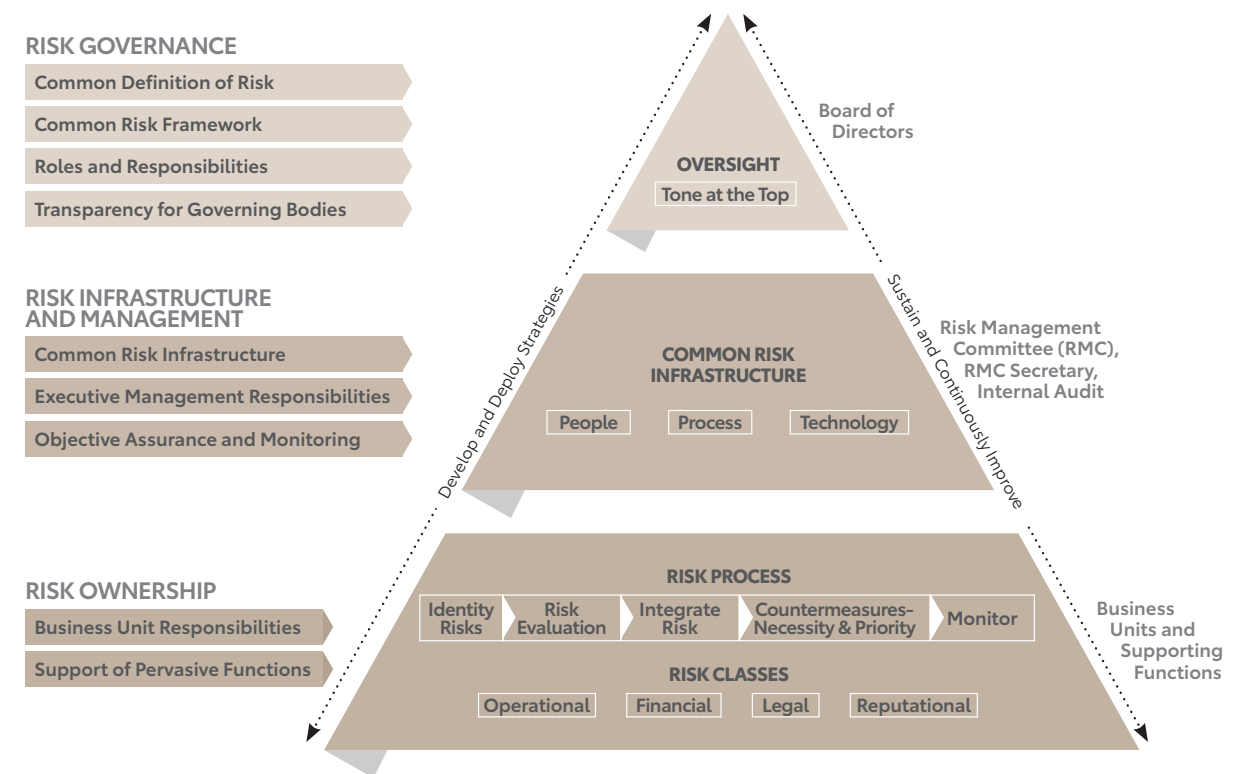 RISK GOVERNANCE
Common Definition of Risk
Common Risk Framework
Roles and Responsibilities
Transparency for Governing Bodies
OVERSIGHT
Tone at the Top
Board of
Directors
RISK INFRASTRUCTURE
AND MANAGEMENT
Common Risk Infrastructure
Executive Management Responsibilities
Objective Assurance and Monitoring
Develop and Deploy Strategies
COMMON RISK
INFRASTRUCTURE
People
Process
Technology
Sustain and Continuously Improve
Risk Management
Committee (RMC),
RMC Secretary,
Internal Audit
RISK OWNERSHIP
Business Unit Responsibilities
Support of Pervasive Functions
RISK PROCESS
Identity
Risks
Risk
Evaluation
Integrate
Risk
Countermeasures–
Necessity & Priority
Monitor
RISK CLASSES
Operational
Financial
Legal
Reputational
Business
Units and
Supporting
Functions